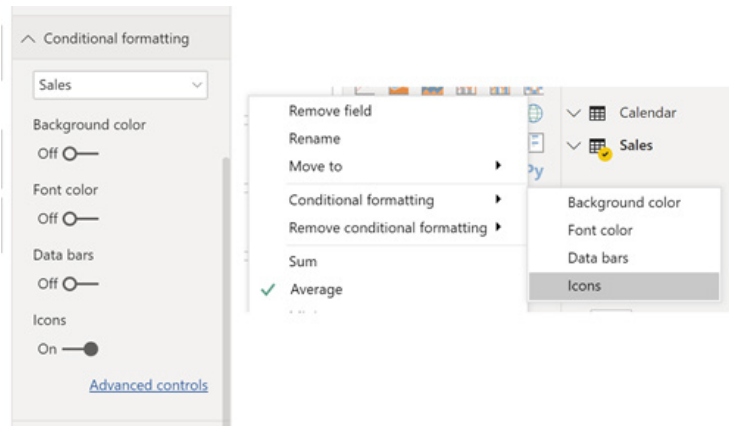 Conditional formatting
Sales
Background color
Off
Font color
Off
Data bars
Off
Icons
On
Advanced controls
Remove field
Rename
Move to
Conditional formatting
Remove conditional formatting
Sum
Average
Py
Calendar
Sales
Background color
Font color
Data bars
Icons